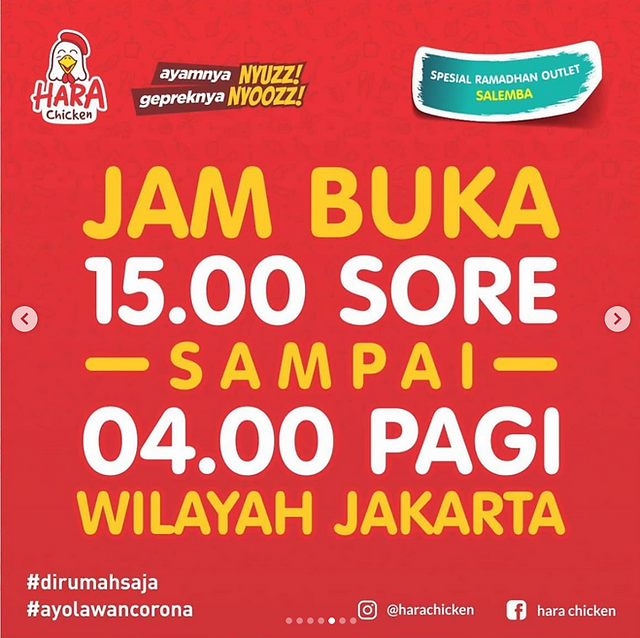 HARA
Chicken
ayamnya NYUZZ!
gepreknya NYOOZZ!
SPESIAL RAMADHAN OUTLET
SALEMBA
JAM BUKA
15.00 SORE
SAMPAI
04.00 PAGI
WILAYAH JAKARTA
#dirumahsaja
#ayolawancorona
@harachicken
hara chicken